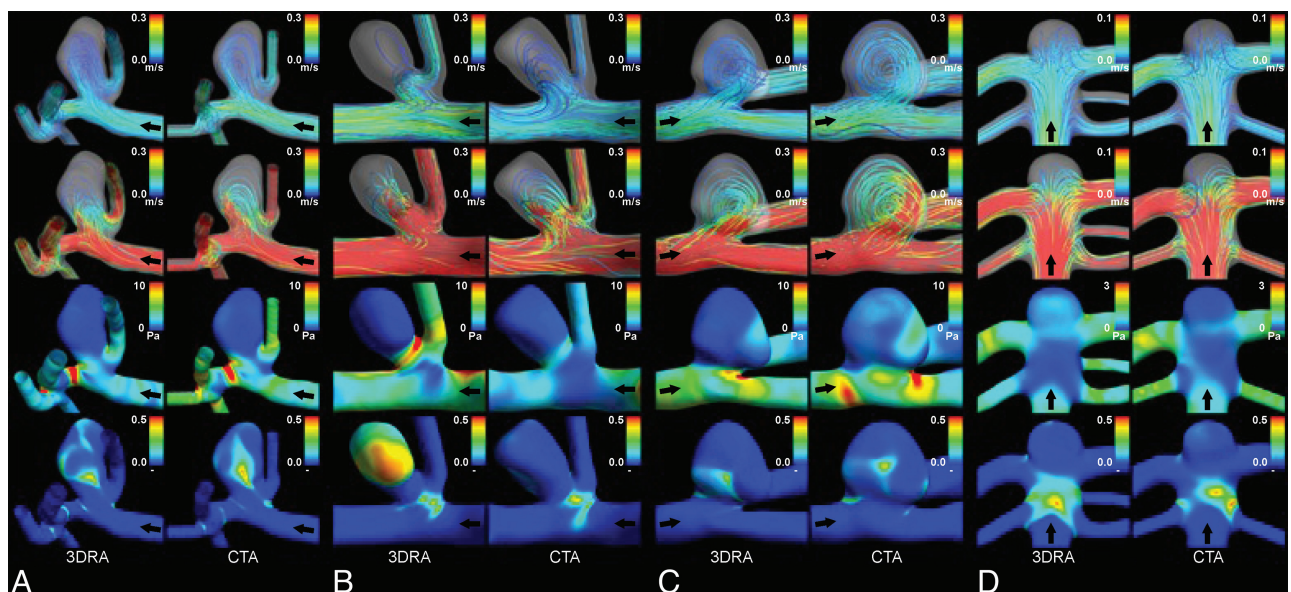 0.3 0.3 0.3 0.3 0.3 0.3 0.1 0.1
0.0 0.0 0.0 0.0 0.0 0.0 0.0 0.0
m/s m/s m/s m/s m/s m/s m/s m/s
0.3 0.3 0.3 0.3 0.3 0.3 0.1 0.1
0.0 0.0 0.0 0.0 0.0 0.0 0.0 0.0
m/s m/s m/s m/s m/s m/s m/s m/s
10 10 10 10 10 10 3 3
0 0 0 0 0 0 0 0
Pa Pa Pa Pa Pa Pa Pa Pa
0.5 0.5 0.5 0.5 0.5 0.5 0.5 0.5
0.0 0.0 0.0 0.0 0.0 0.0 0.0 0.0
- - - - - - - -
3DRA CTA 3DRA CTA 3DRA CTA 3DRA CTA
A B C D